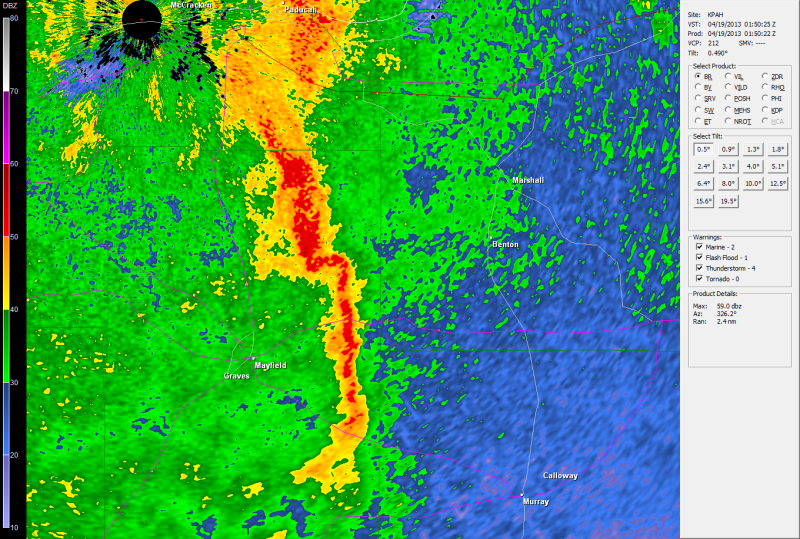 DBZ
80
70
60
50
40
30
20
10
McCracken
Paducah
Marshall
Benton
Mayfield
Graves
Calloway
Murray
Site: KPAH
VST: 04/19/2013 01:50:25 Z
Prod: 04/19/2013 01:50:22 Z
VCP: 212 SMV: ----
Tilt: 0.490°
Select Product:
BR VIL ZDR
BV VILD RHO
SRV POSH PHI
SW MEHS KDP
ET NROT HCA
Select Tilt:
0.5° 0.9° 1.3° 1.8°
2.4° 3.1° 4.0° 5.1°
6.4° 8.0° 10.0° 12.5°
15.6° 19.5°
Warnings:
Marine - 2
Flash Flood - 1
Thunderstorm - 4
Tornado - 0
Product Details:
Max: 59.0 dbz
Az: 326.2°
Ran: 2.4 nm